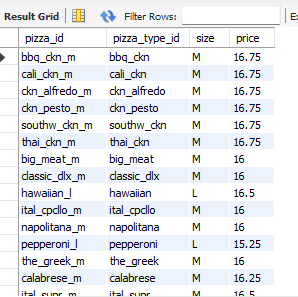 Result Grid Filter Rows:
pizza_id pizza_type_id size price
bbq_ckn_m bbq_ckn M 16.75
cali_ckn_m cali_ckn M 16.75
ckn_alfredo_m ckn_alfredo M 16.75
ckn_pesto_m ckn_pesto M 16.75
southw_ckn_m southw_ckn M 16.75
thai_ckn_m thai_ckn M 16.75
big_meat_m big_meat M 16
classic_dlx_m classic_dlx M 16
hawaiian_l hawaiian L 16.5
ital_cpcllo_m ital_cpcllo M 16
napolitana_m napolitana M 16
pepperoni_l pepperoni L 15.25
the_greek_m the_greek M 16
calabrese_m calabrese M 16.25
ital_supr_m ital_supr M 16.5